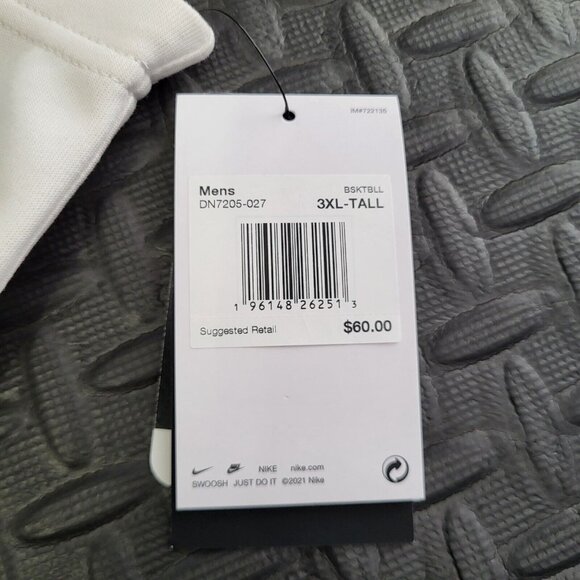 IM#722135
Mens BSKTBLL
DN7205-027 3XL-TALL
1 96148 26251 3
Suggested Retail $60.00
NIKE nike.com
SWOOSH JUST DO IT ©2021 Nike